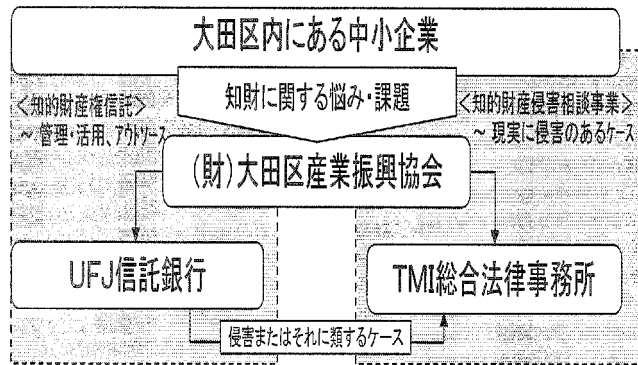 大田区内にある中小企業
知財に関する悩み・課題
＜知的財産権信託＞
～ 管理・活用、アウトソース
＜知的財産侵害相談事業＞
～ 現実に侵害のあるケース
(財)大田区産業振興協会
UFJ信託銀行
TMI総合法律事務所
侵害またはそれに類するケース